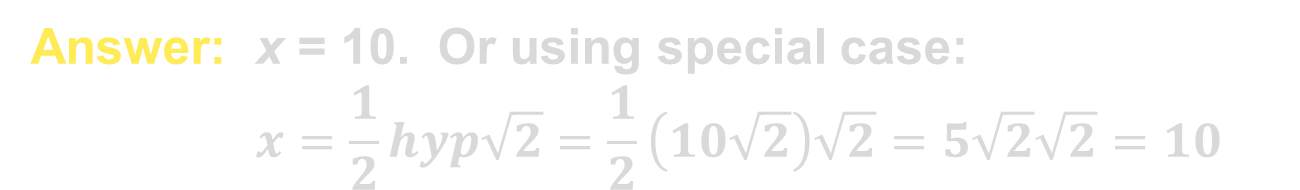 Answer: x = 10. Or using special case:
x = 1/2 hyp√2 = 1/2 (10√2)√2 = 5√2√2 = 10